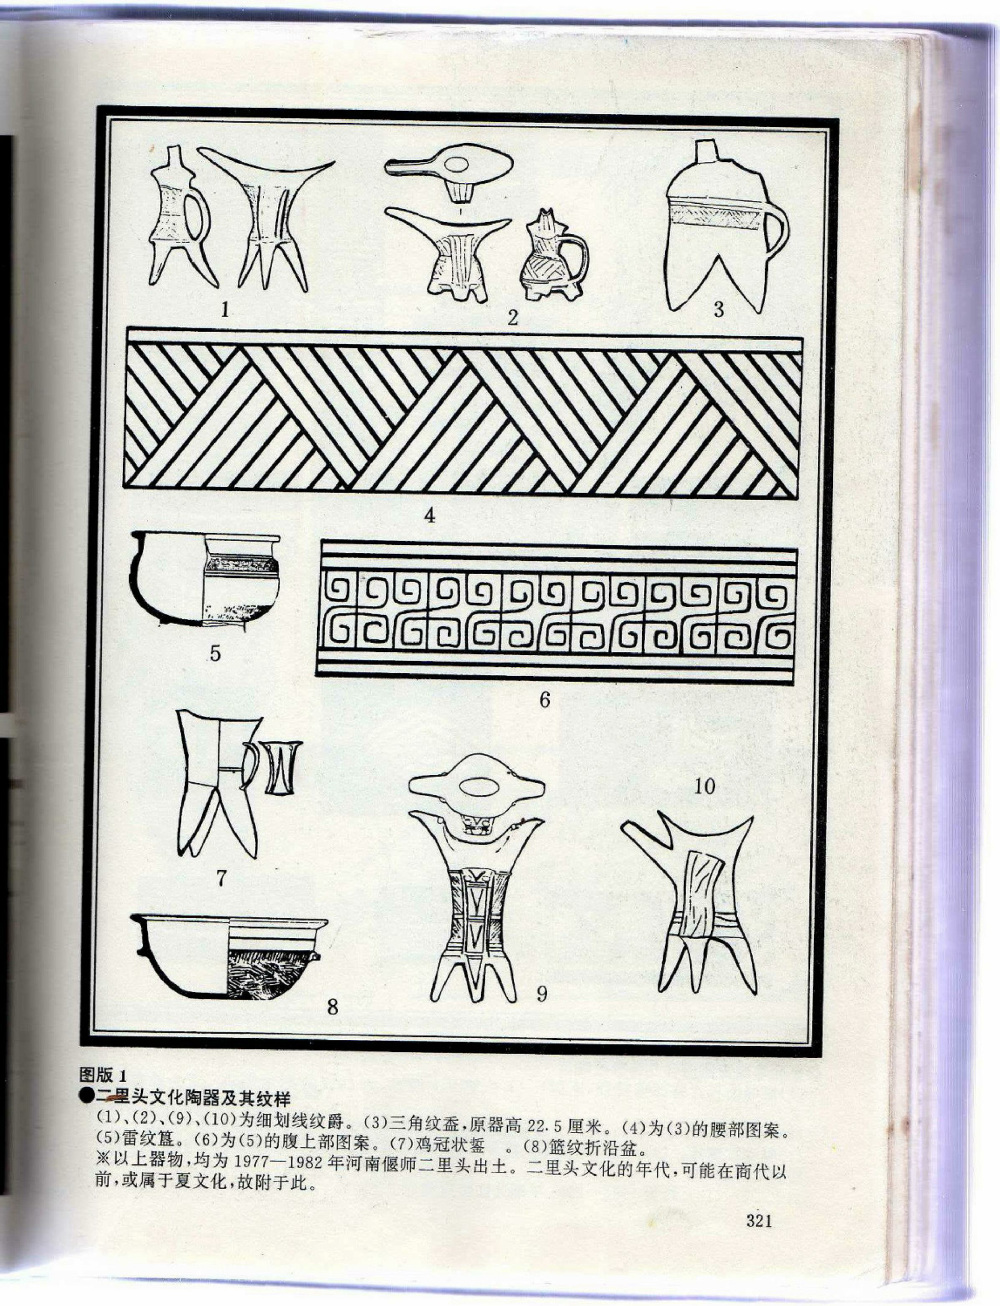 1
2
3
4
5
6
7
10
8
9
图版 1
●二里头文化陶器及其纹样
(1)、(2)、(9)、(10)为细划线纹爵。(3)三角纹盉,原器高 22.5 厘米。(4)为(3)的腰部图案。
(5)雷纹簋。(6)为(5)的腹上部图案。(7)鸡冠状鋬 。(8)篮纹折沿盆。
※以上器物,均为 1977—1982 年河南偃师二里头出土。二里头文化的年代,可能在商代以
前,或属于夏文化,故附于此。
321